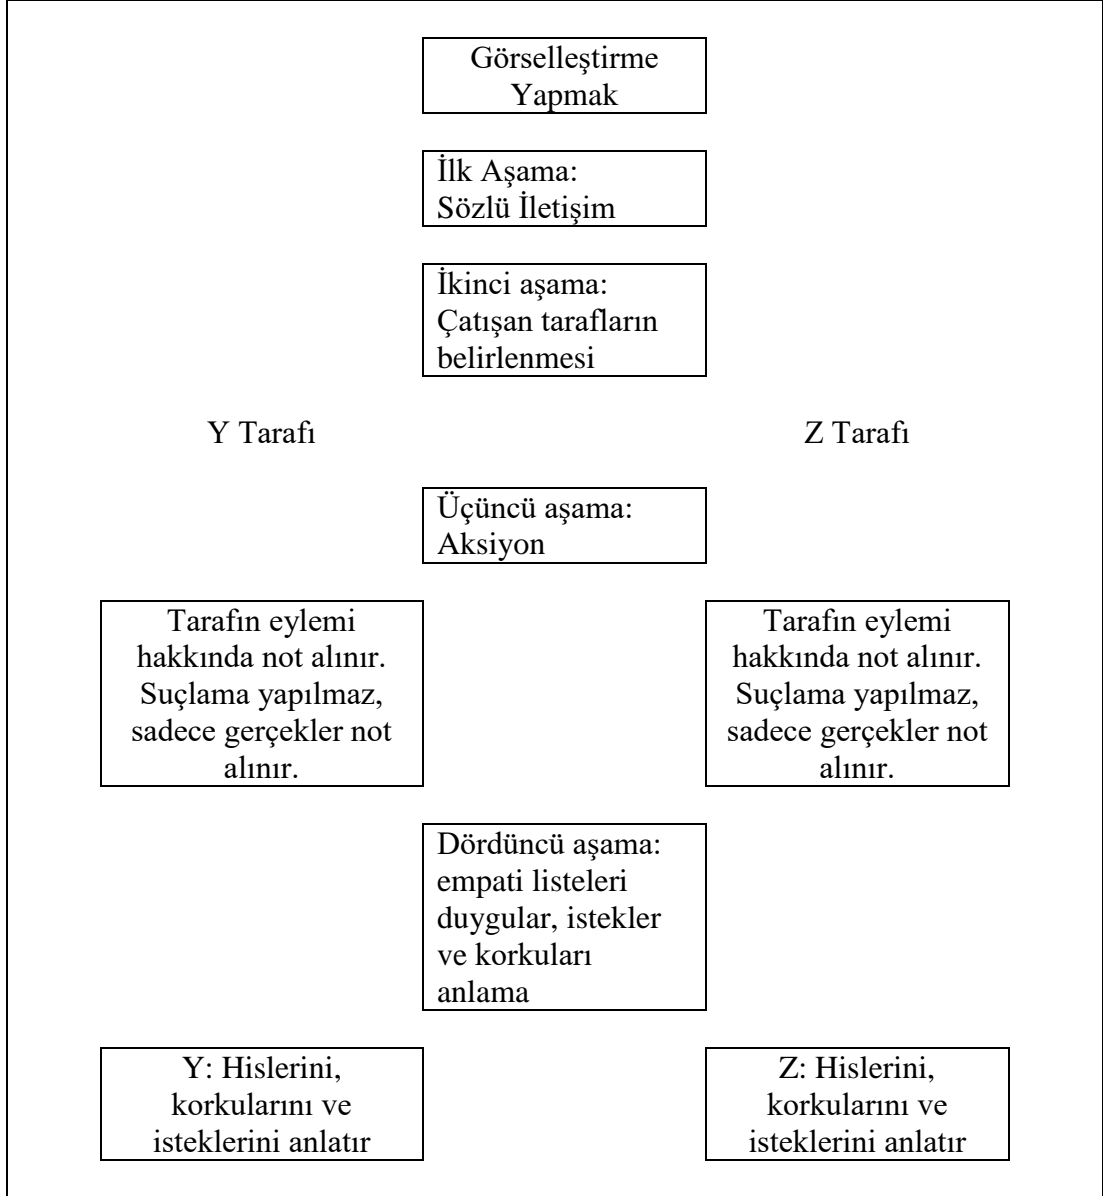 Görselleştirme
Yapmak
İlk Aşama:
Sözlü İletişim
İkinci aşama:
Çatışan tarafların
belirlenmesi
Y Tarafı
Z Tarafı
Üçüncü aşama:
Aksiyon
Tarafın eylemi
hakkında not alınır.
Suçlama yapılmaz,
sadece gerçekler not
alınır.
Tarafın eylemi
hakkında not alınır.
Suçlama yapılmaz,
sadece gerçekler not
alınır.
Dördüncü aşama:
empati listeleri
duygular, istekler
ve korkuları
anlama
Y: Hislerini,
korkularını ve
isteklerini anlatır
Z: Hislerini,
korkularını ve
isteklerini anlatır